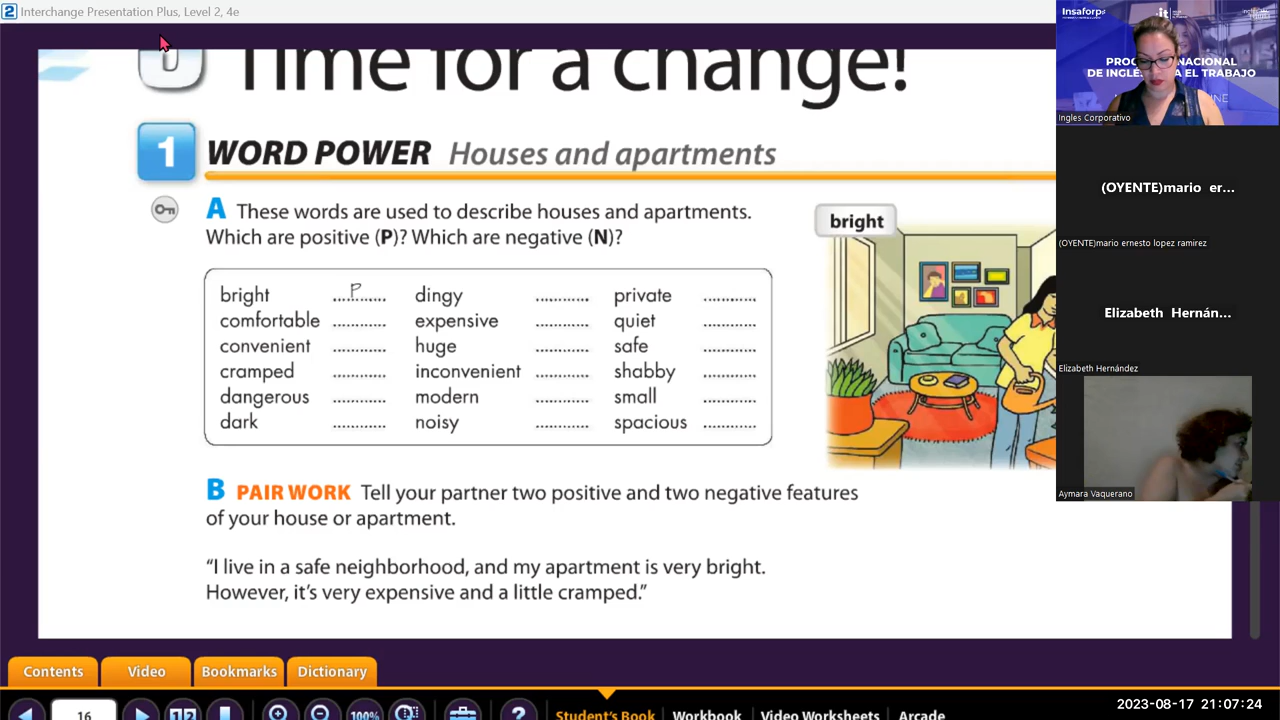 Interchange Presentation Plus, Level 2, 4e
Time for a change!
1 WORD POWER Houses and apartments
A These words are used to describe houses and apartments.
Which are positive (P)? Which are negative (N)?
bright ....P...... dingy ............ private ............
comfortable ............ expensive ............ quiet ............
convenient ............ huge ............ safe ............
cramped ............ inconvenient ............ shabby ............
dangerous ............ modern ............ small ............
dark ............ noisy ............ spacious ............
bright
B PAIR WORK Tell your partner two positive and two negative features
of your house or apartment.
“I live in a safe neighborhood, and my apartment is very bright.
However, it’s very expensive and a little cramped.”
Contents Video Bookmarks Dictionary
16 1 2 100% ? Student's Book Workbook Video Worksheets Arcade
Insaforp
Ingles Corporativo
(OYENTE)mario er...
(OYENTE)mario ernesto lopez ramirez
Elizabeth Hernán...
Elizabeth Hernández
Aymara Vaquerano
2023-08-17 21:07:24